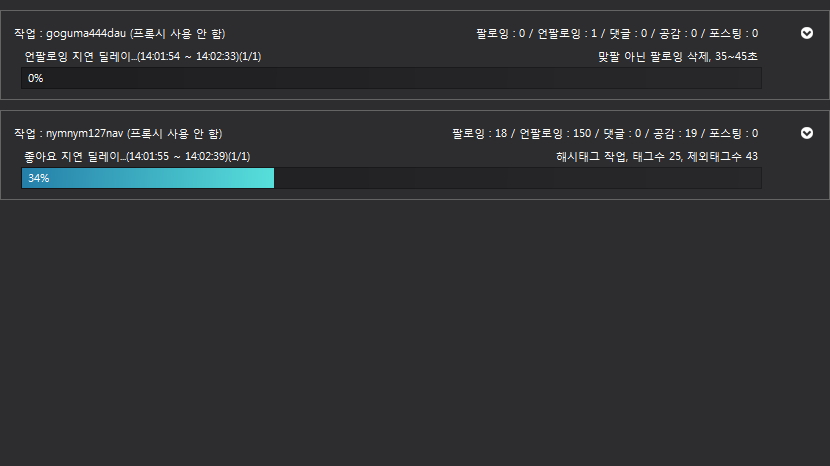 작업 : goguma444dau (프록시 사용 안 함) 팔로잉 : 0 / 언팔로잉 : 1 / 댓글 : 0 / 공감 : 0 / 포스팅 : 0
언팔로잉 지연 딜레이...(14:01:54 ~ 14:02:33)(1/1) 맞팔 아닌 팔로잉 삭제, 35~45초
0%
작업 : nymnym127nav (프록시 사용 안 함) 팔로잉 : 18 / 언팔로잉 : 150 / 댓글 : 0 / 공감 : 19 / 포스팅 : 0
좋아요 지연 딜레이...(14:01:55 ~ 14:02:39)(1/1) 해시태그 작업, 태그수 25, 제외태그수 43
34%